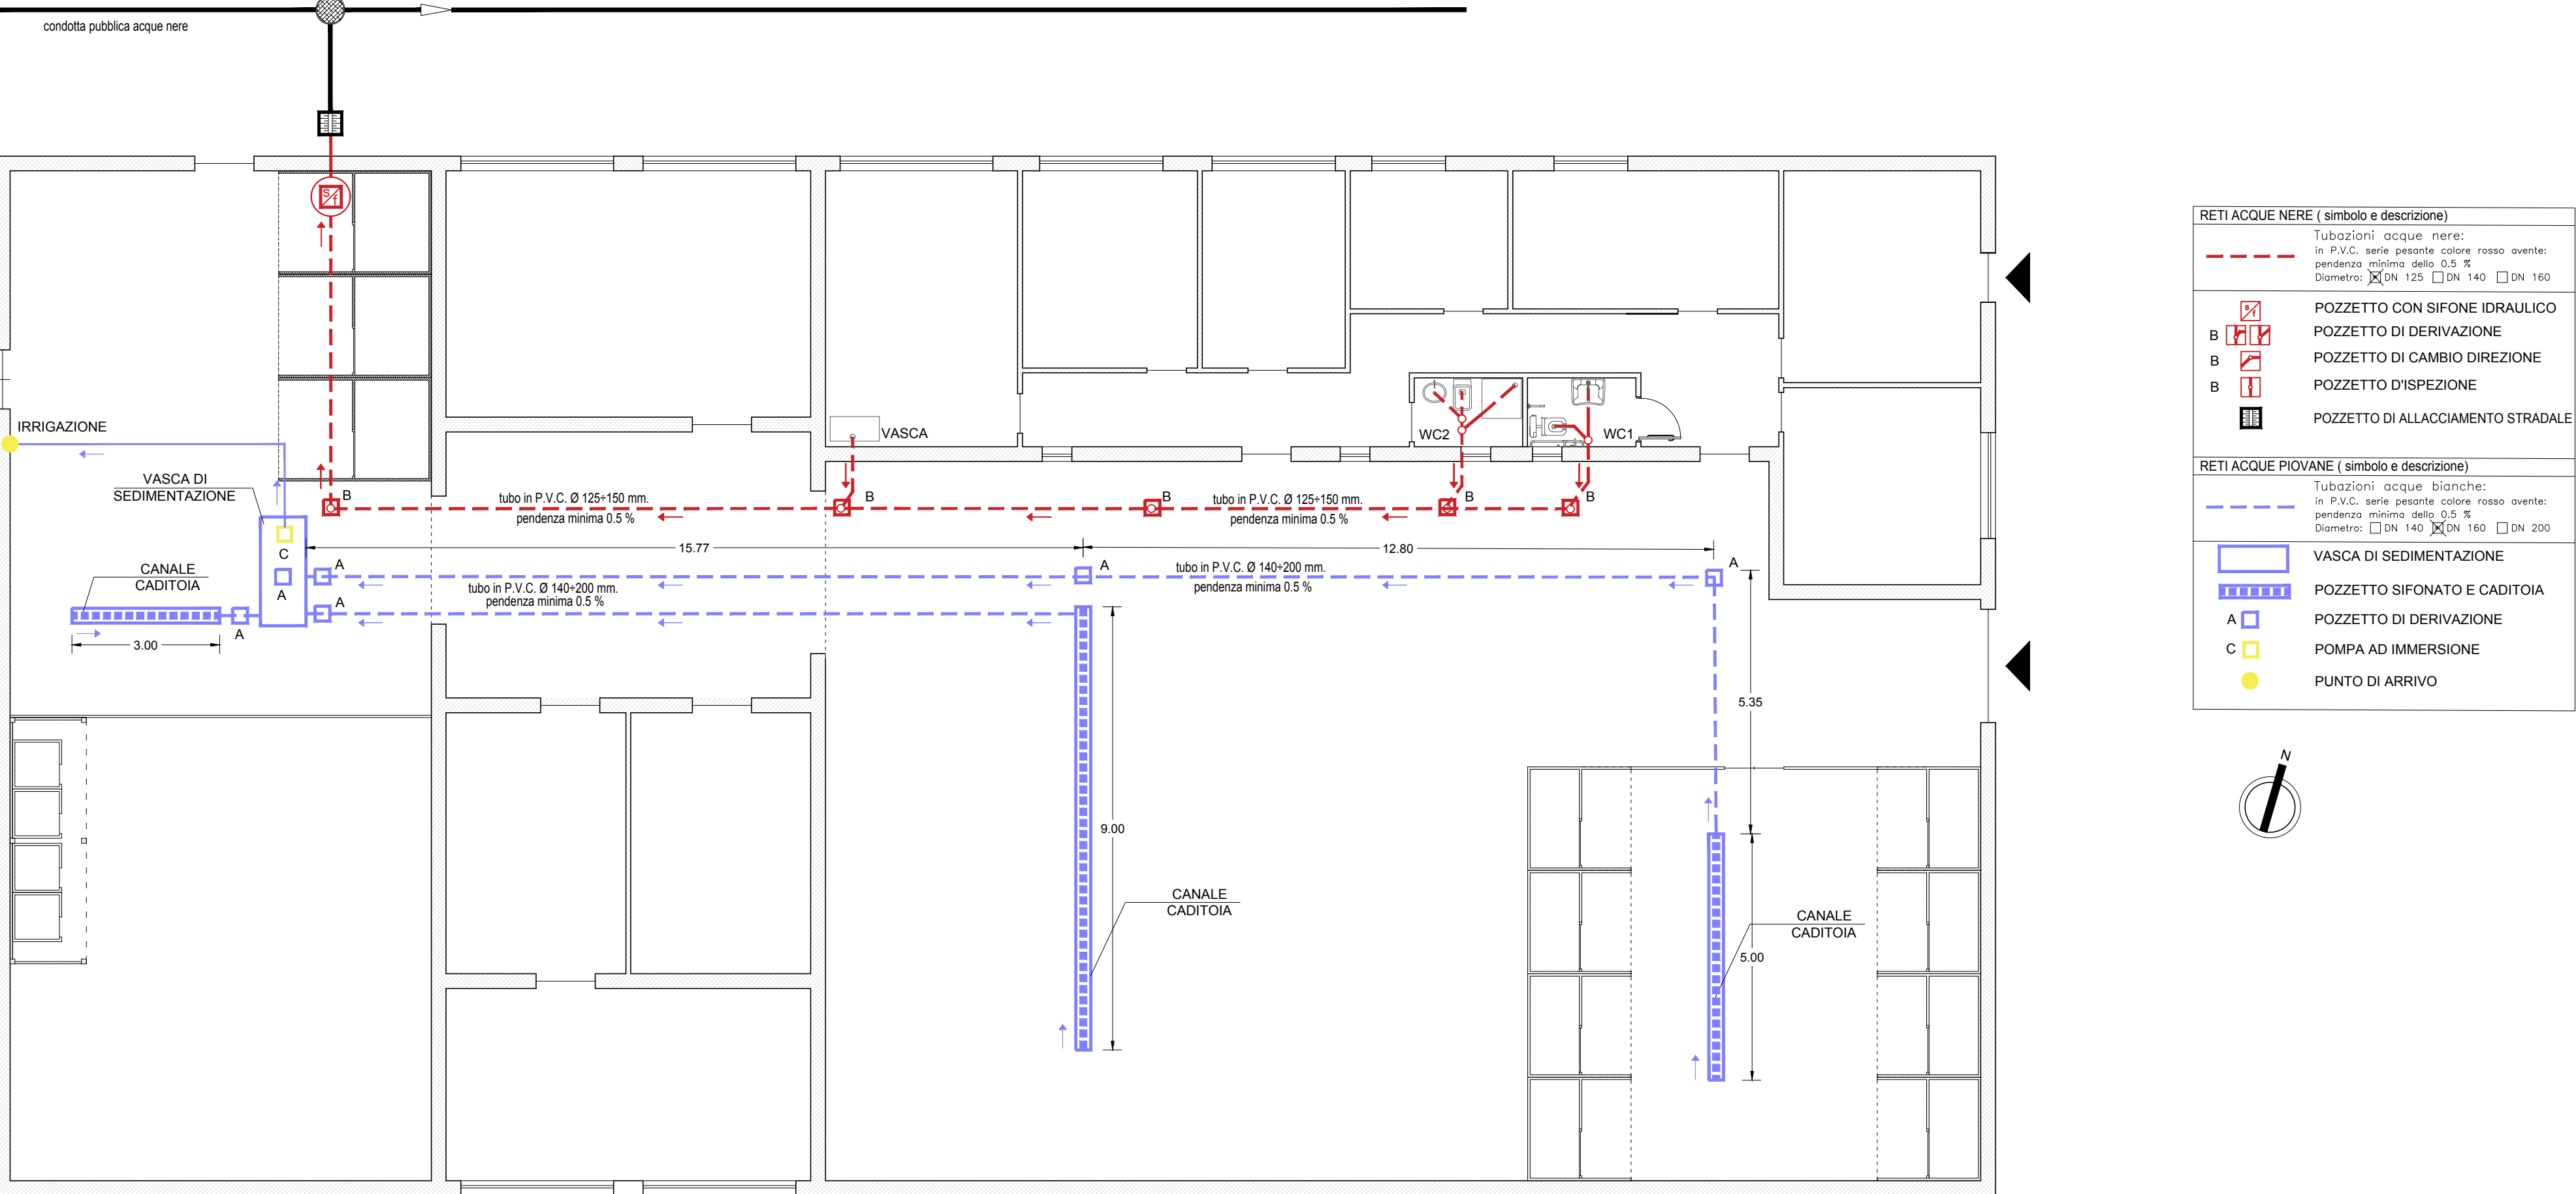 condotta pubblica acque nere
S/f
IRRIGAZIONE
VASCA DI
SEDIMENTAZIONE
B
C
A
A
CANALE
CADITOIA
A
A
3.00
tubo in P.V.C. Ø 125÷150 mm.
pendenza minima 0.5 %
15.77
tubo in P.V.C. Ø 140÷200 mm.
pendenza minima 0.5 %
VASCA
B
B
tubo in P.V.C. Ø 125÷150 mm.
pendenza minima 0.5 %
WC2
WC1
B
B
12.80
A
tubo in P.V.C. Ø 140÷200 mm.
pendenza minima 0.5 %
A
5.35
9.00
CANALE
CADITOIA
CANALE
CADITOIA
5.00
RETI ACQUE NERE ( simbolo e descrizione)
Tubazioni acque nere:
in P.V.C. serie pesante colore rosso avente:
pendenza minima dello 0.5 %
Diametro: DN 125 DN 140 DN 160
S/f POZZETTO CON SIFONE IDRAULICO
B POZZETTO DI DERIVAZIONE
B POZZETTO DI CAMBIO DIREZIONE
B POZZETTO D'ISPEZIONE
POZZETTO DI ALLACCIAMENTO STRADALE
RETI ACQUE PIOVANE ( simbolo e descrizione)
Tubazioni acque bianche:
in P.V.C. serie pesante colore rosso avente:
pendenza minima dello 0.5 %
Diametro: DN 140 DN 160 DN 200
VASCA DI SEDIMENTAZIONE
POZZETTO SIFONATO E CADITOIA
A POZZETTO DI DERIVAZIONE
C POMPA AD IMMERSIONE
PUNTO DI ARRIVO
N